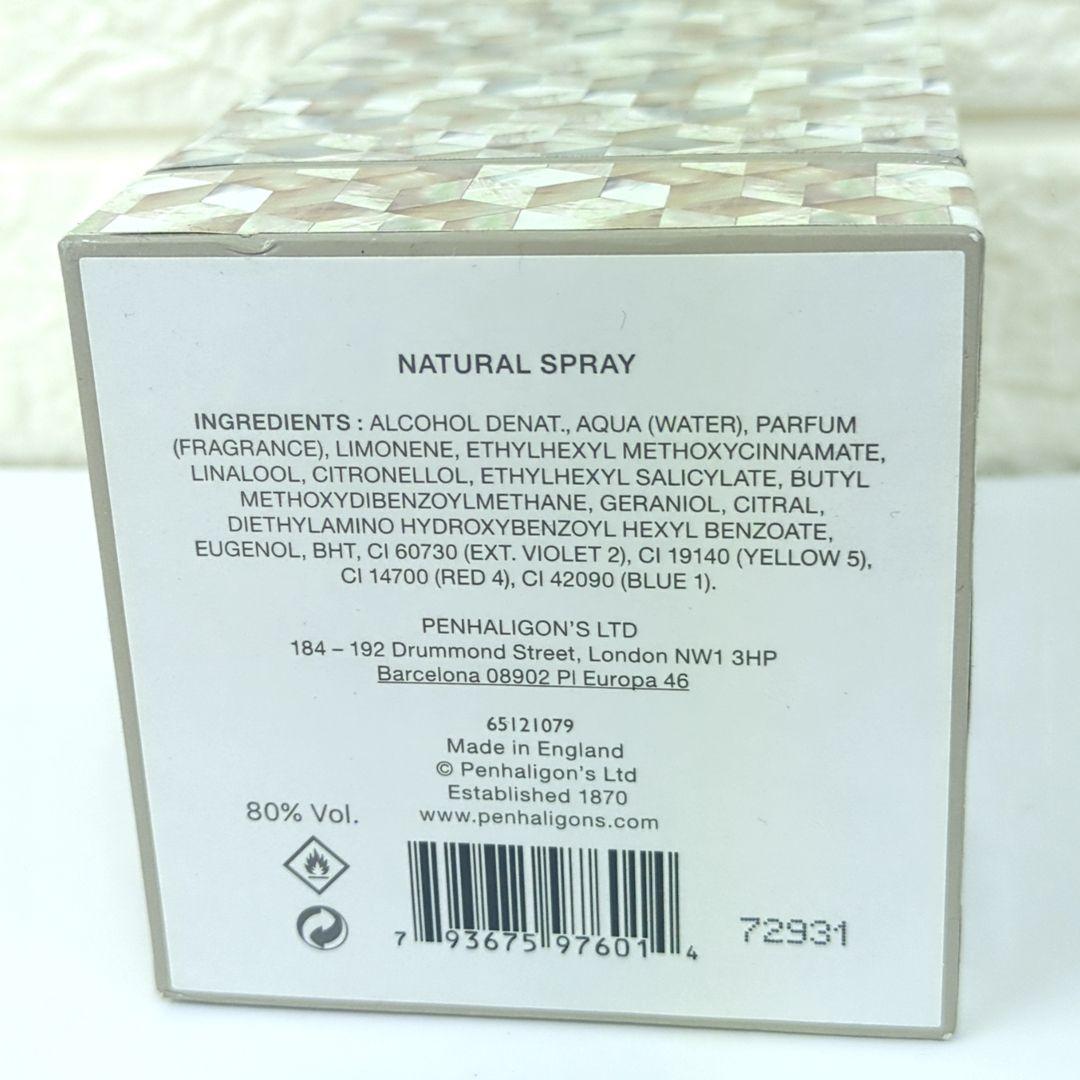 NATURAL SPRAY
INGREDIENTS : ALCOHOL DENAT., AQUA (WATER), PARFUM
(FRAGRANCE), LIMONENE, ETHYLHEXYL METHOXYCINNAMATE,
LINALOOL, CITRONELLOL, ETHYLHEXYL SALICYLATE, BUTYL
METHOXYDIBENZOYLMETHANE, GERANIOL, CITRAL,
DIETHYLAMINO HYDROXYBENZOYL HEXYL BENZOATE,
EUGENOL, BHT, CI 60730 (EXT. VIOLET 2), CI 19140 (YELLOW 5),
CI 14700 (RED 4), CI 42090 (BLUE 1).
PENHALIGON'S LTD
184 – 192 Drummond Street, London NW1 3HP
Barcelona 08902 Pl Europa 46
65121079
Made in England
© Penhaligon's Ltd
Established 1870
www.penhaligons.com
80% Vol.
7 93675 97601 4
72931